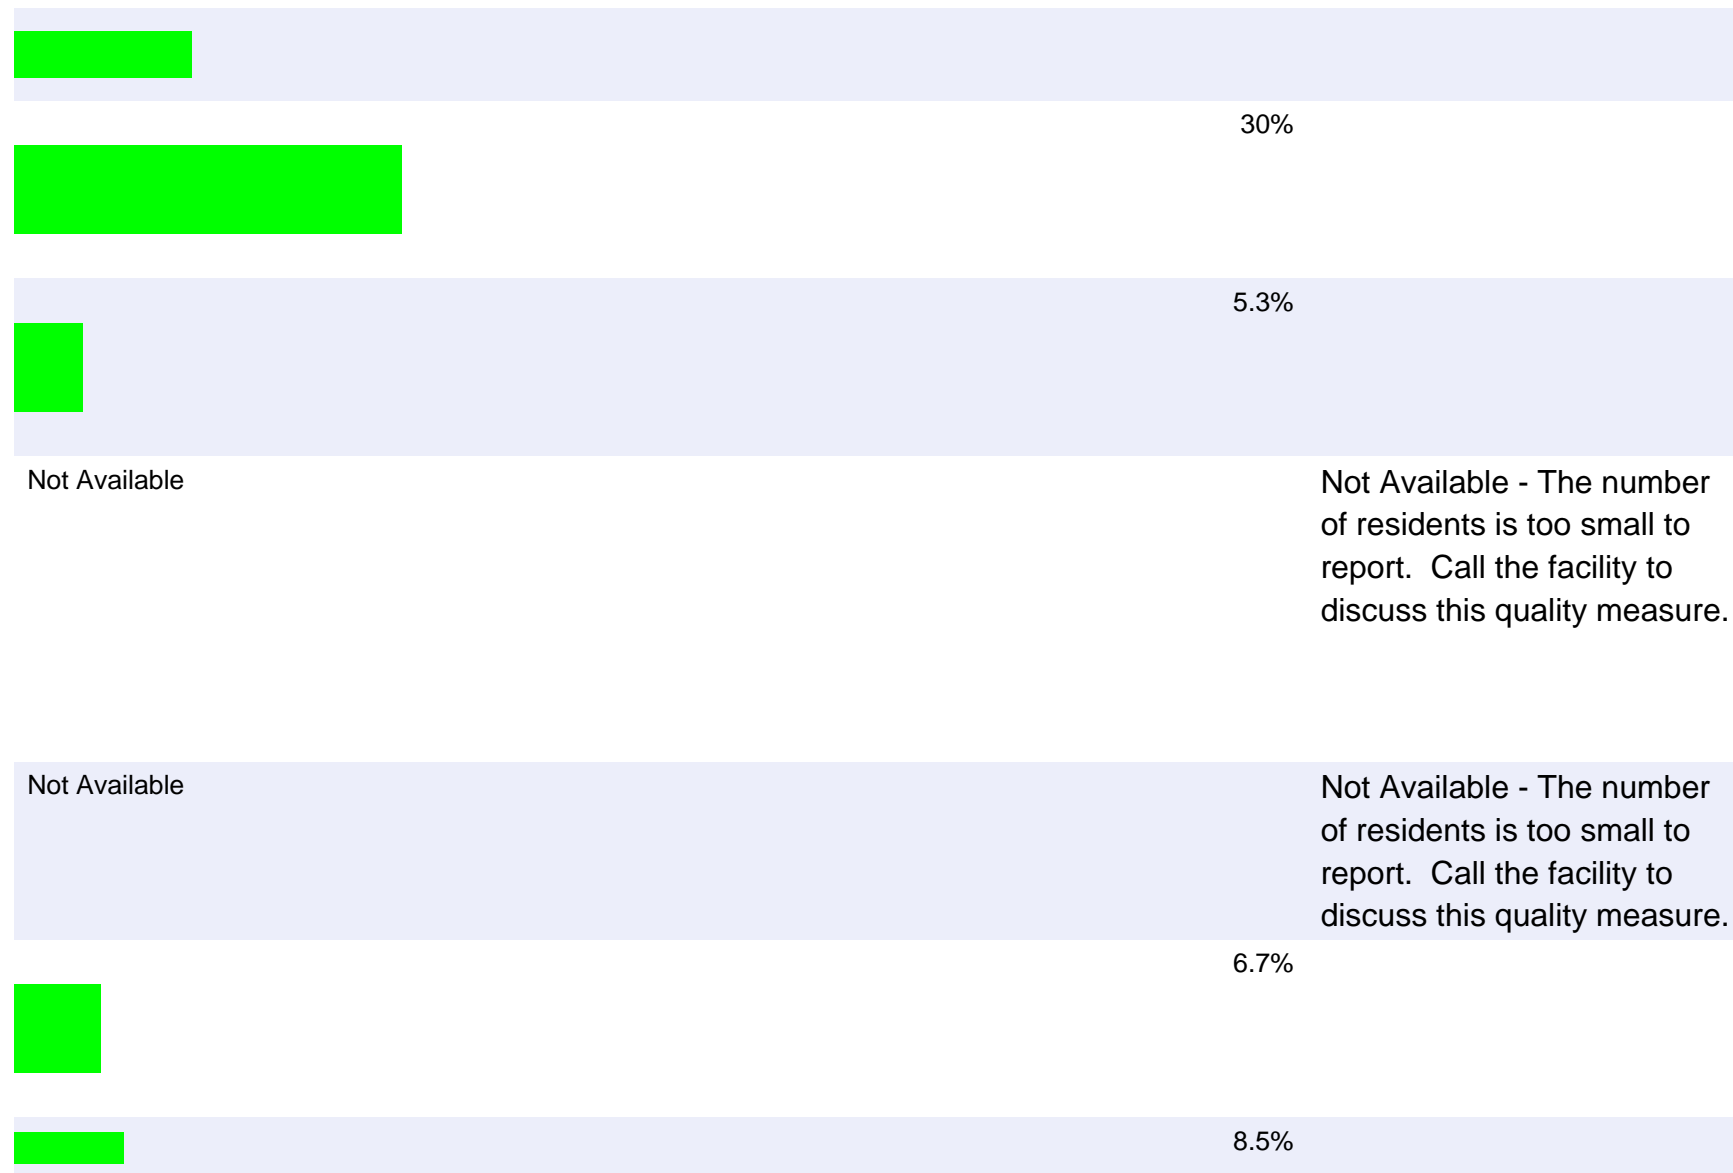 30%
5.3%
Not Available
Not Available - The number
of residents is too small to
report.  Call the facility to
discuss this quality measure.
Not Available
Not Available - The number
of residents is too small to
report.  Call the facility to
discuss this quality measure.
6.7%
8.5%